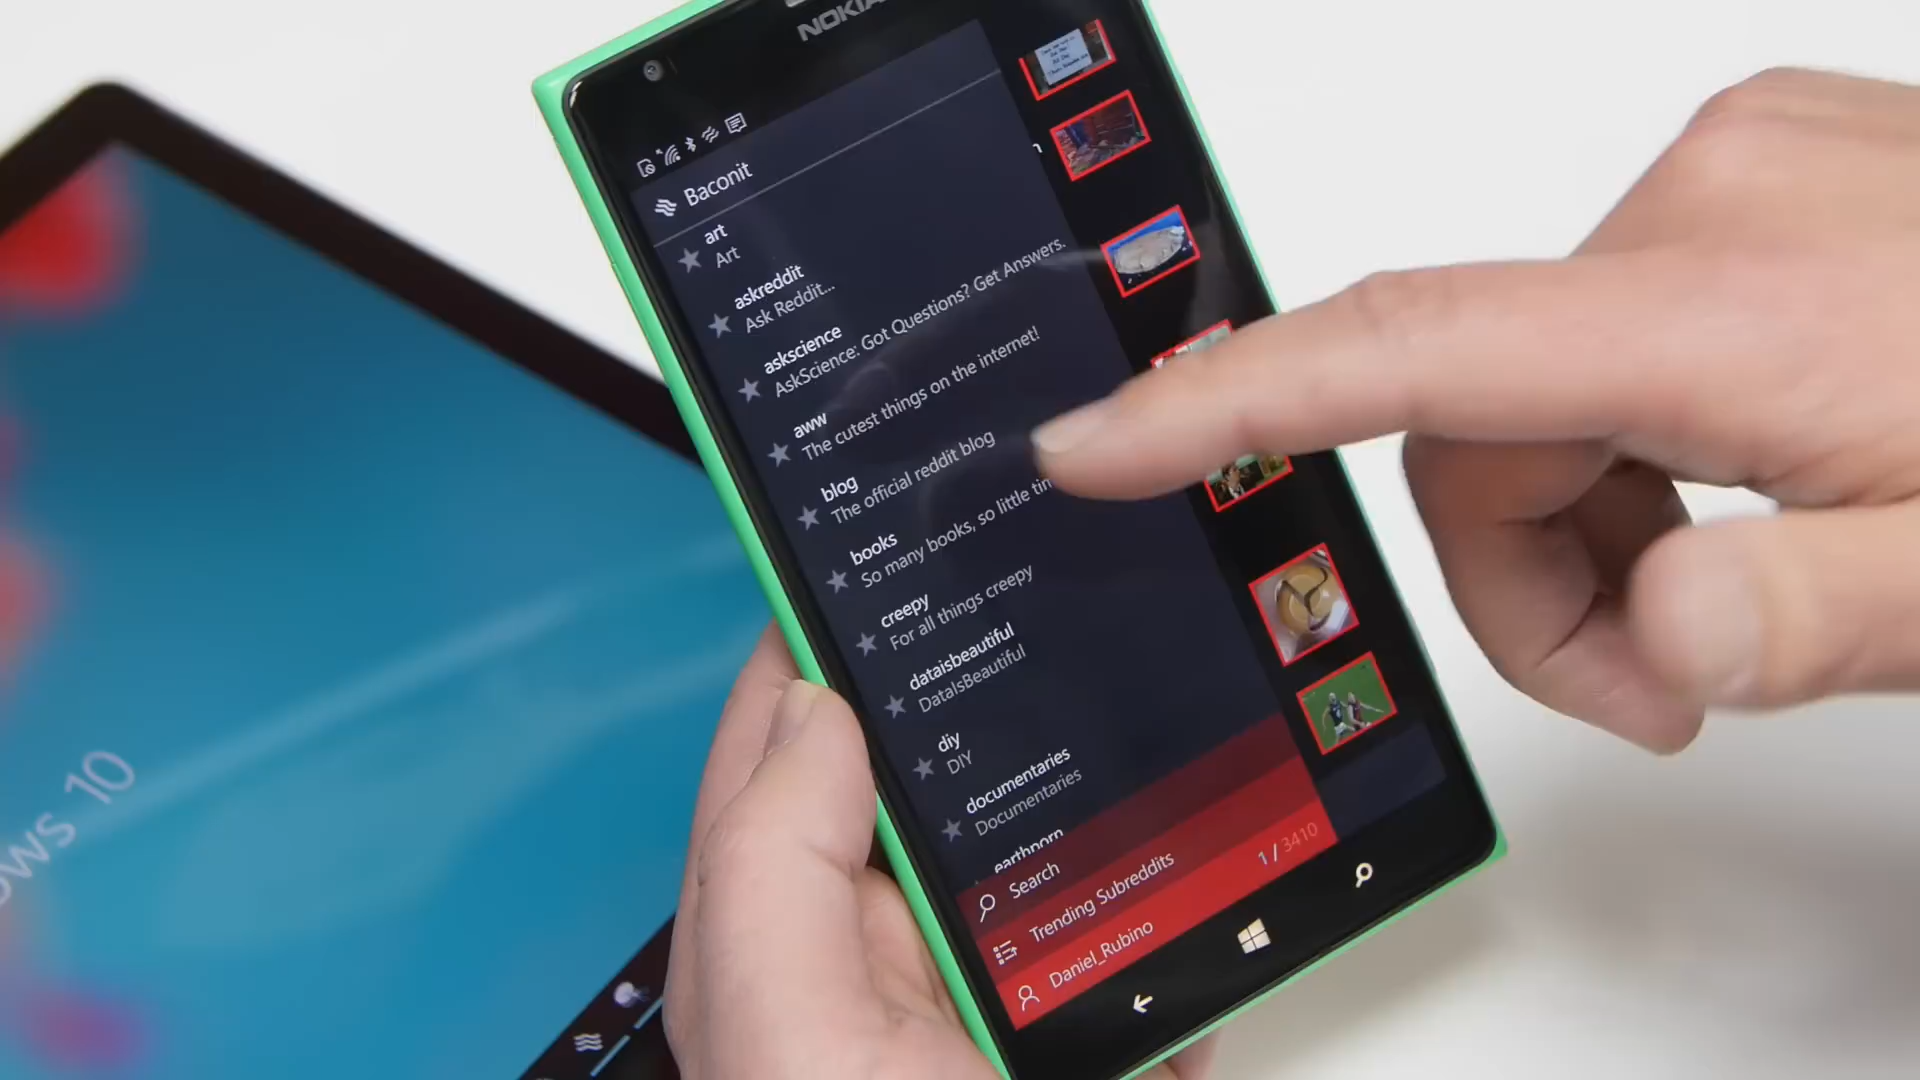 NOKIA
Baconit
art
Art
askreddit
Ask Reddit...
askscience
AskScience: Got Questions? Get Answers.
aww
The cutest things on the internet!
blog
The official reddit blog
books
So many books, so little
creepy
For all things creepy
dataisbeautiful
DataIsBeautiful
diy
DIY
documentaries
Documentaries
earthporn
Search
Trending Subreddits
1 / 3410
Daniel_Rubino
ows 10